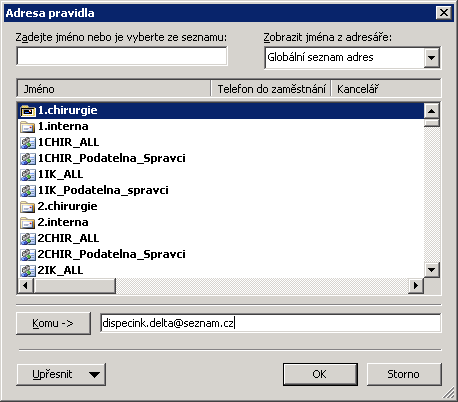 Adresa pravidla
Zadejte jméno nebo je vyberte ze seznamu:
Zobrazit jména z adresáře:
Globální seznam adres
Jméno Telefon do zaměstnání Kancelář
1.chirurgie
1.interna
1CHIR_ALL
1CHIR_Podatelna_Spravci
1IK_ALL
1IK_Podatelna_spravci
2.chirurgie
2.interna
2CHIR_ALL
2CHIR_Podatelna_Spravci
2IK_ALL
Komu -> dispecink.delta@seznam.cz
Upřesnit OK Storno